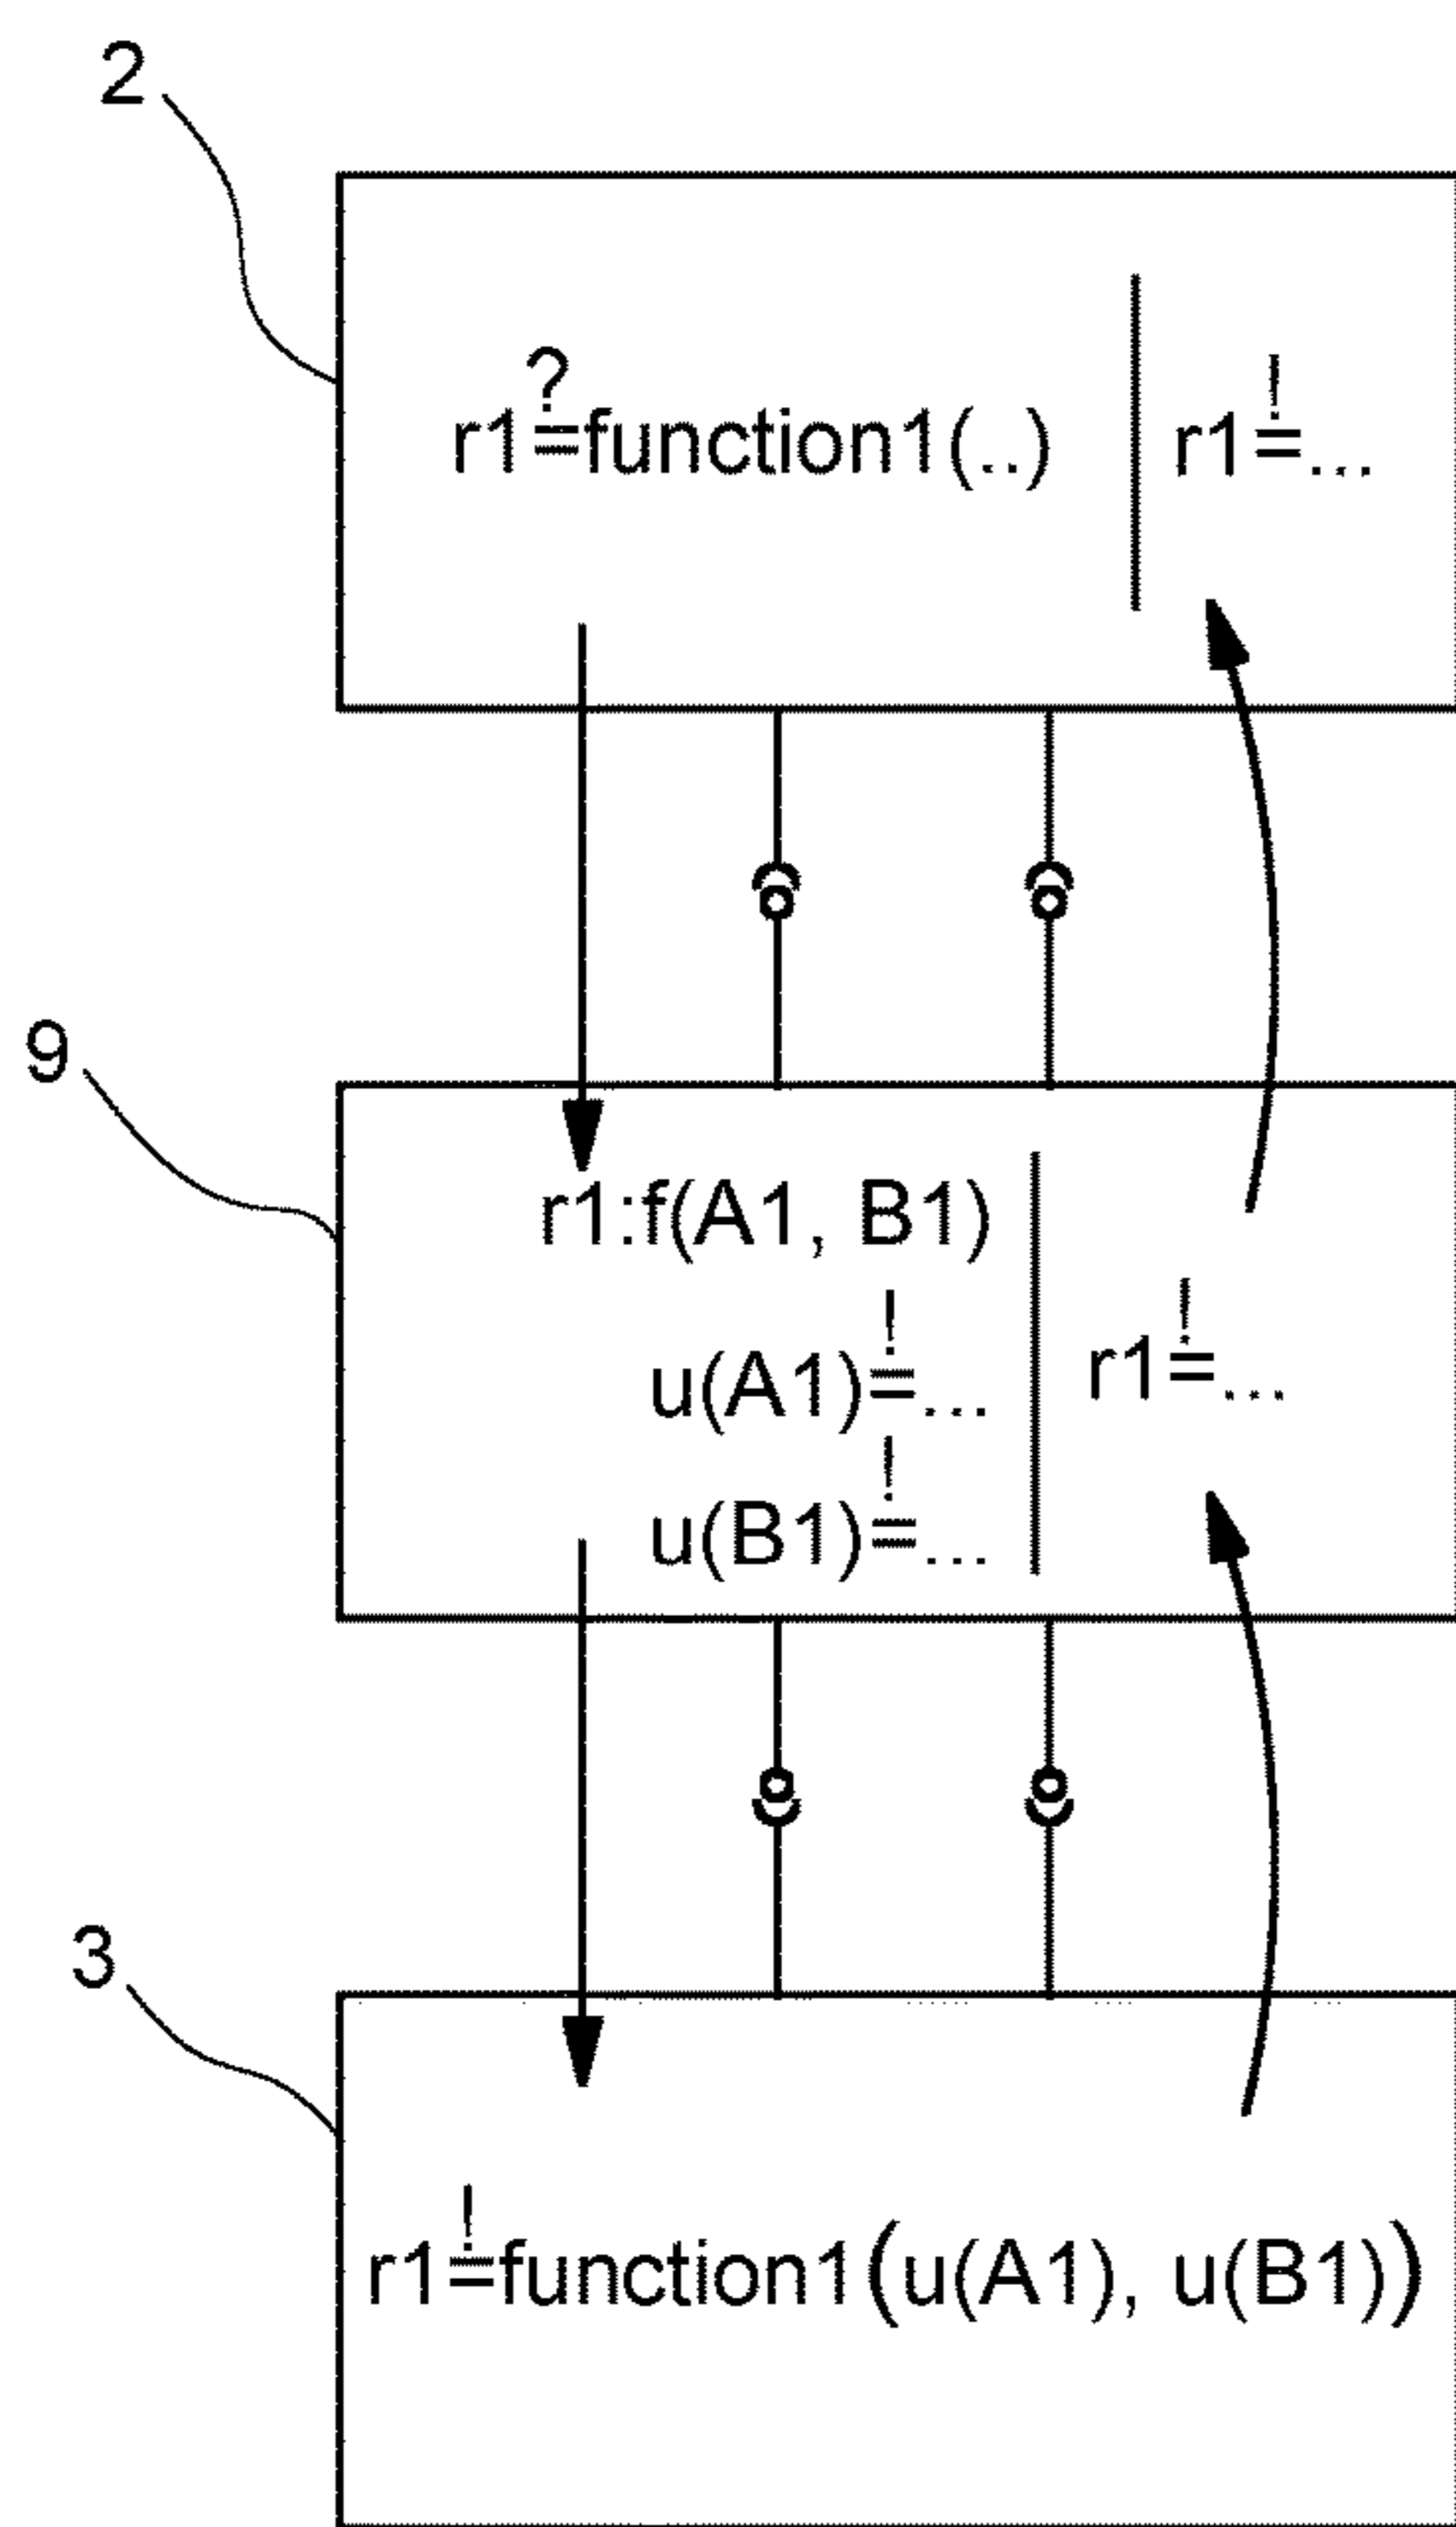 2
?
r1=function1(..)
!
r1=...
9
r1:f(A1, B1)
!
u(A1)=...
!
u(B1)=...
!
r1=...
3
!
r1=function1(u(A1), u(B1))